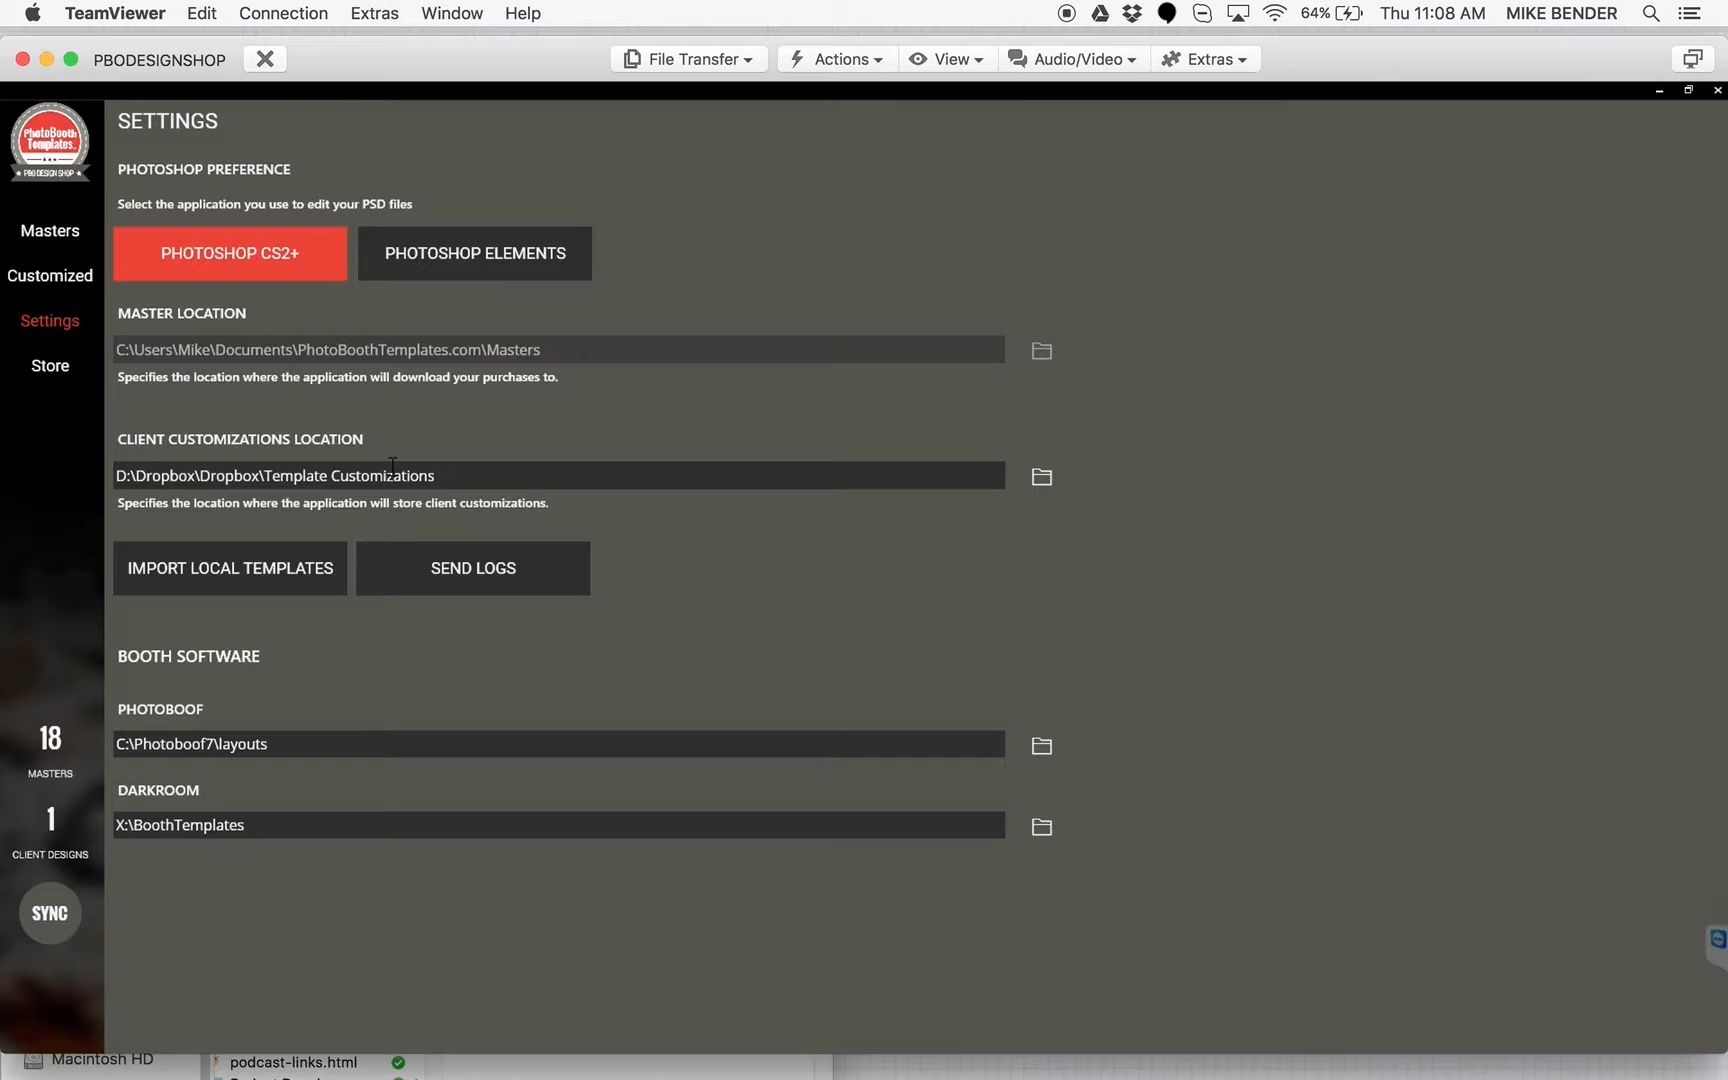 TeamViewer Edit Connection Extras Window Help 64% Thu 11:08 AM MIKE BENDER
PBODESIGNSHOP File Transfer Actions View Audio/Video Extras
PhotoBooth
Templates
PBO DESIGN SHOP
Masters
Customized
Settings
Store
18
MASTERS
1
CLIENT DESIGNS
SYNC
SETTINGS
PHOTOSHOP PREFERENCE
Select the application you use to edit your PSD files
PHOTOSHOP CS2+ PHOTOSHOP ELEMENTS
MASTER LOCATION
C:\Users\Mike\Documents\PhotoBoothTemplates.com\Masters
Specifies the location where the application will download your purchases to.
CLIENT CUSTOMIZATIONS LOCATION
D:\Dropbox\Dropbox\Template Customizations
Specifies the location where the application will store client customizations.
IMPORT LOCAL TEMPLATES SEND LOGS
BOOTH SOFTWARE
PHOTOBOOF
C:\Photoboof7\layouts
DARKROOM
X:\BoothTemplates
Macintosh HD podcast-links.html